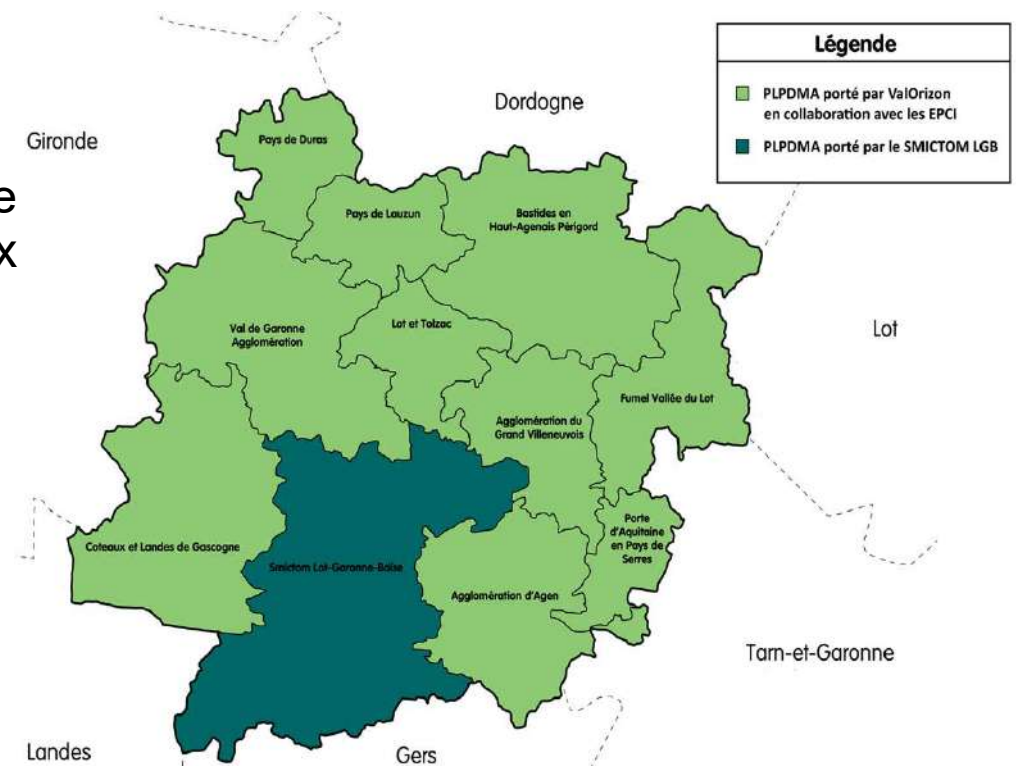 Légende
PLPDMA porté par ValOrizon
en collaboration avec les EPCI
PLPDMA porté par le SMICTOM LGB
Dordogne
Gironde
e
x
Pays de Duras
Pays de Lauzun
Bastides en
Haut-Agenais Périgord
Val de Garonne
Agglomération
Lot et Tolzac
Lot
Fumel Vallée du Lot
Agglomération du
Grand Villeneuvois
Porte
d'Aquitaine
en Pays de
Serres
Coteaux et Landes de Gascogne
Smictom Lot-Garonne-Baïse
Agglomération d'Agen
Tarn-et-Garonne
Landes
Gers